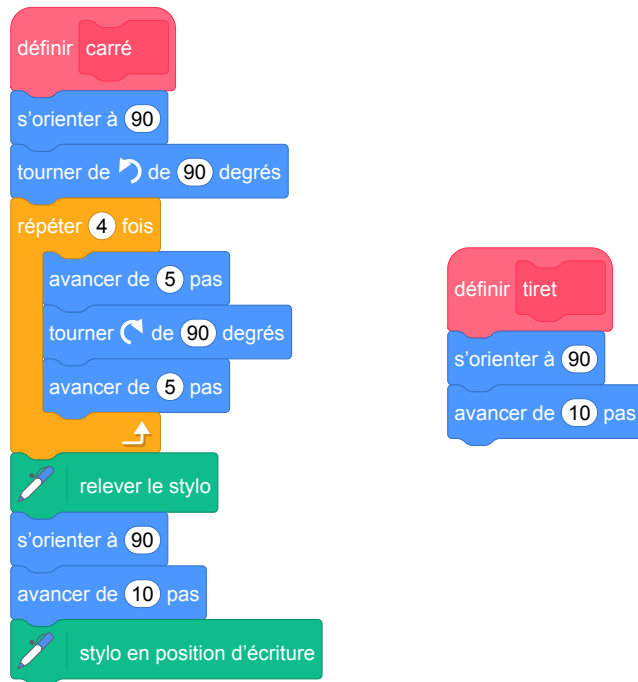 définir carré
s'orienter à 90
tourner de de 90 degrés
répéter 4 fois
avancer de 5 pas
tourner de 90 degrés
avancer de 5 pas
relever le stylo
s'orienter à 90
avancer de 10 pas
stylo en position d'écriture
définir tiret
s'orienter à 90
avancer de 10 pas